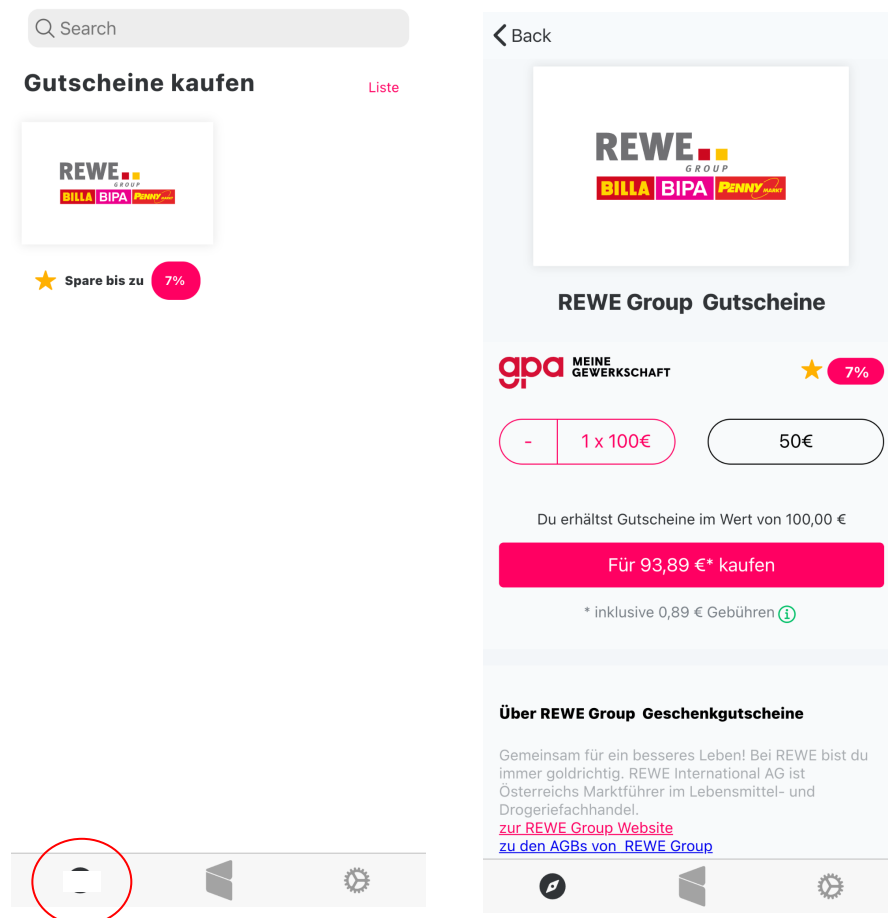 Search
Gutscheine kaufen
Liste
REWE
GROUP
BILLA BIPA PENNY MARKT
Spare bis zu 7%
Back
REWE
GROUP
BILLA BIPA PENNY MARKT
REWE Group Gutscheine
gpa MEINE
GEWERKSCHAFT
7%
- 1 x 100€ 50€
Du erhältst Gutscheine im Wert von 100,00 €
Für 93,89 €* kaufen
* inklusive 0,89 € Gebühren i
Über REWE Group Geschenkgutscheine
Gemeinsam für ein besseres Leben! Bei REWE bist du
immer goldrichtig. REWE International AG ist
Österreichs Marktführer im Lebensmittel- und
Drogeriefachhandel.
zur REWE Group Website
zu den AGBs von REWE Group